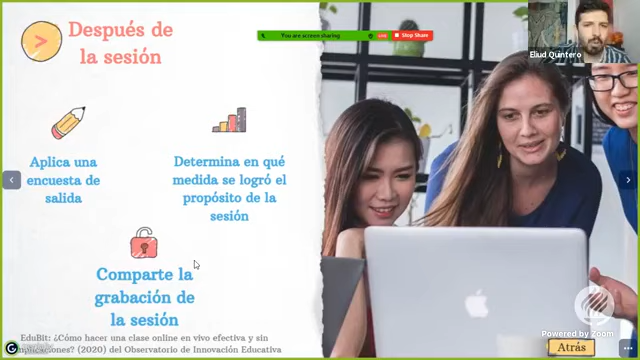 Después de
la sesión
You are screen sharing
LIVE
Stop Share
Eliud Quintero
Aplica una
encuesta de
salida
Determina en qué
medida se logró el
propósito de la
sesión
Comparte la
grabación de
la sesión
EduBit: ¿Cómo hacer una clase online en vivo efectiva y sin
complicaciones? (2020) del Observatorio de Innovación Educativa
Powered by Zoom
Atrás